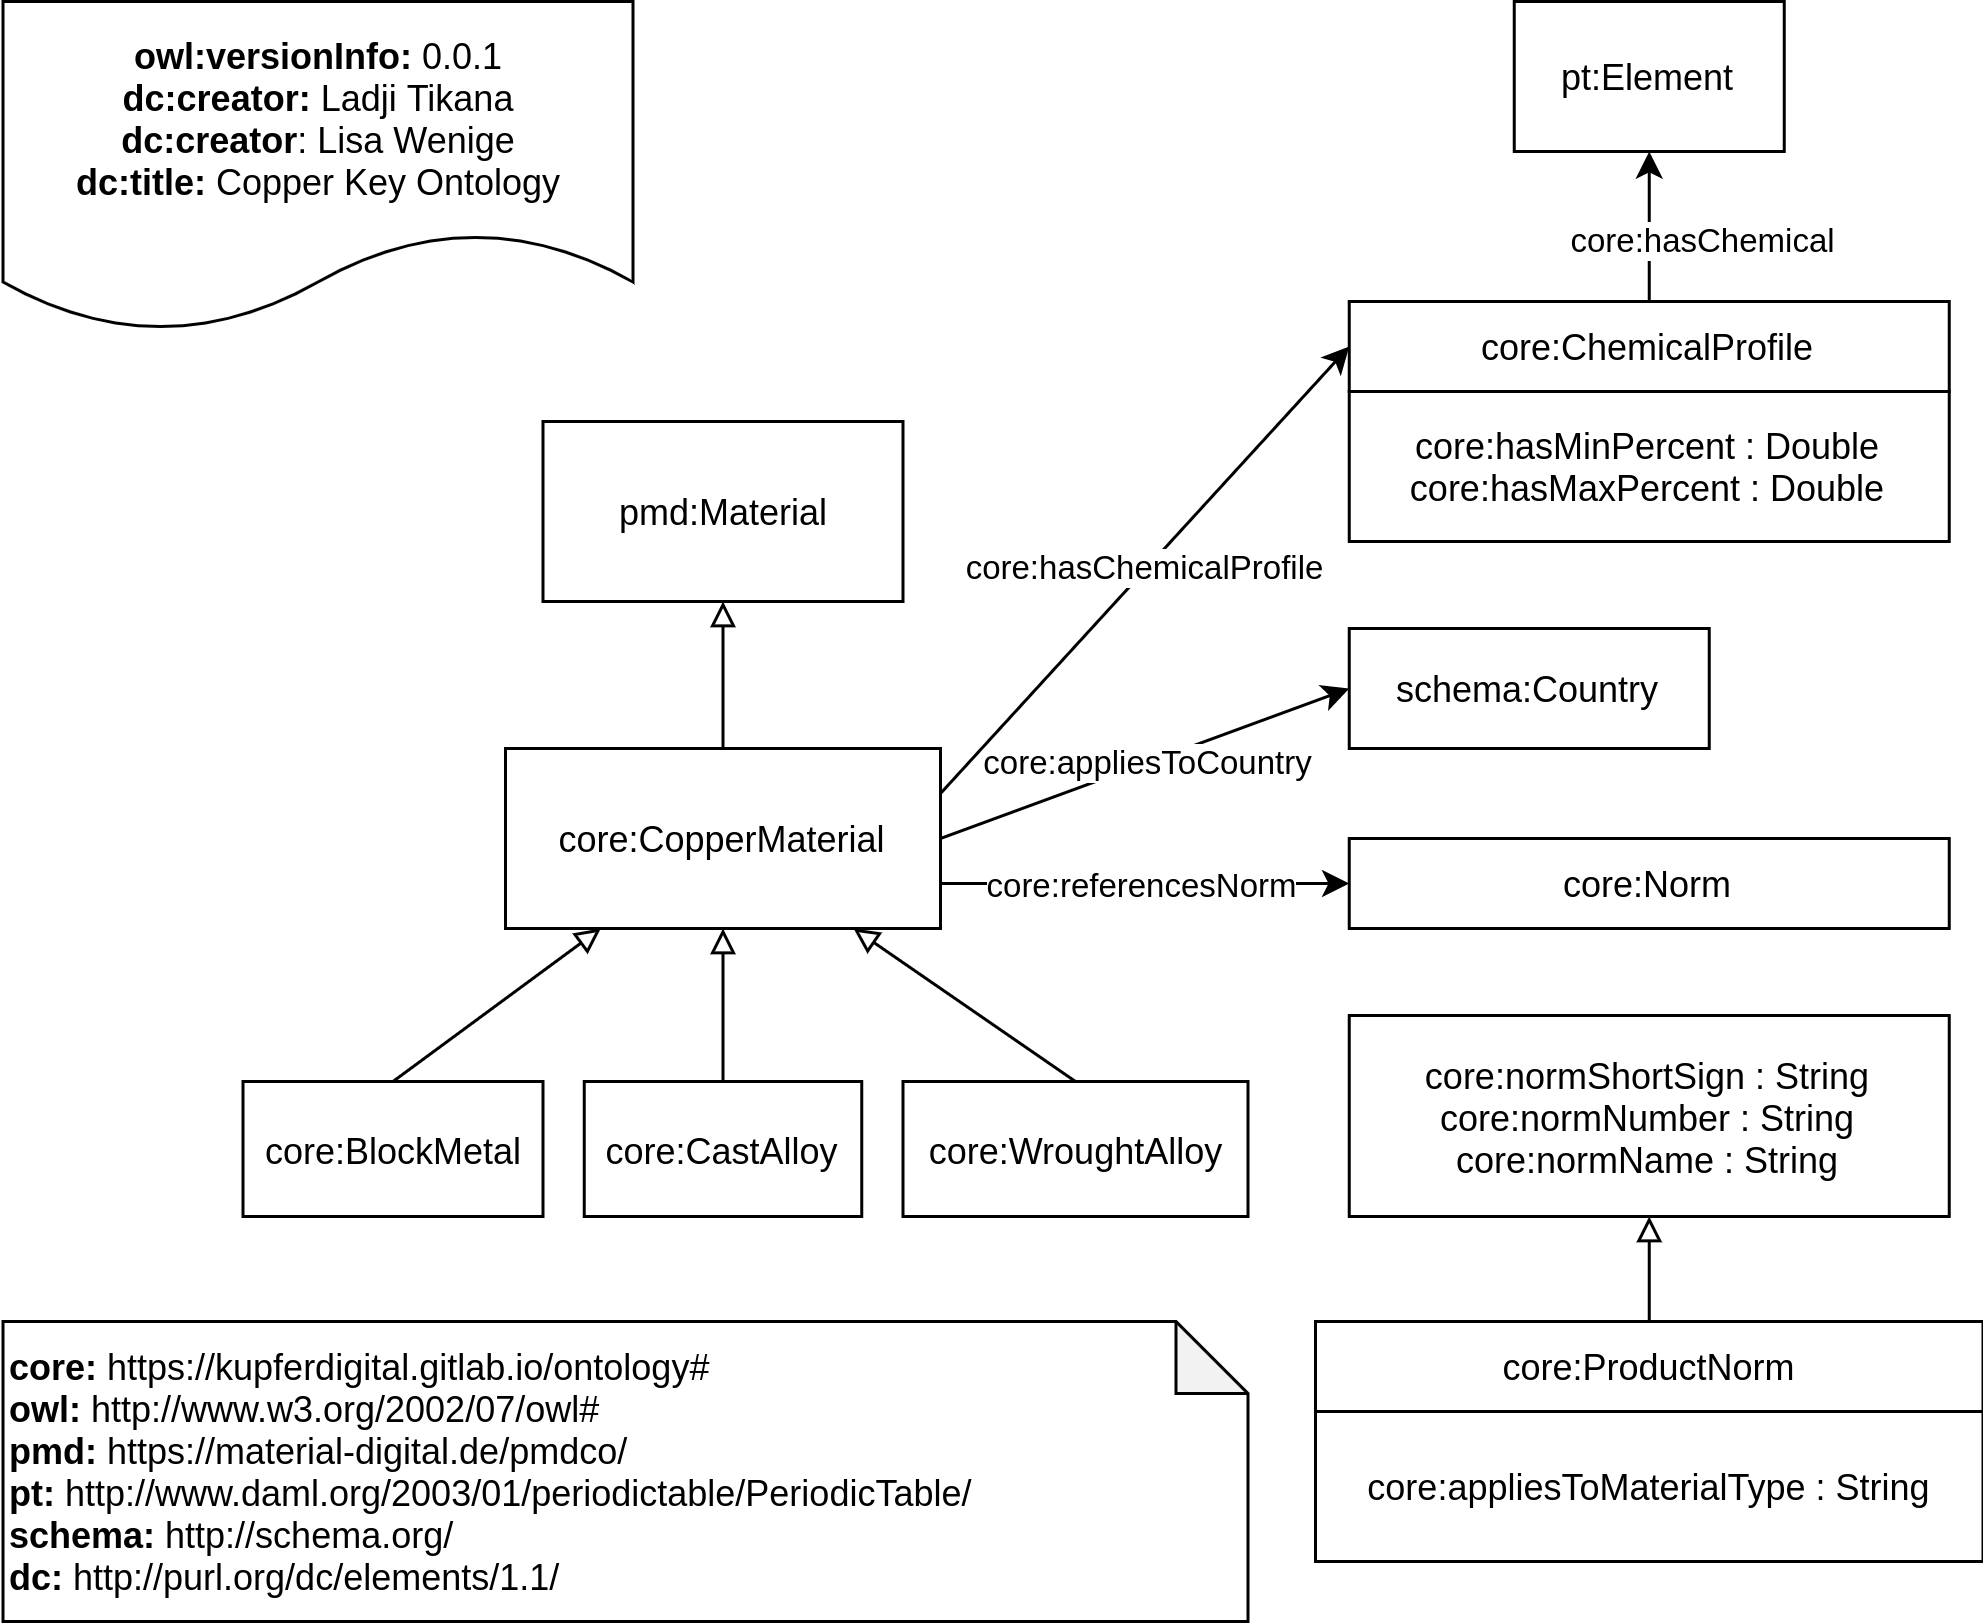 owl:versionInfo: 0.0.1
dc:creator: Ladji Tikana
dc:creator: Lisa Wenige
dc:title: Copper Key Ontology
pt:Element
core:hasChemical
core:ChemicalProfile
core:hasMinPercent : Double
core:hasMaxPercent : Double
pmd:Material
core:hasChemicalProfile
schema:Country
core:appliesToCountry
core:CopperMaterial
core:referencesNorm
core:Norm
core:normShortSign : String
core:normNumber : String
core:normName : String
core:BlockMetal
core:CastAlloy
core:WroughtAlloy
core:ProductNorm
core:appliesToMaterialType : String
core: https://kupferdigital.gitlab.io/ontology#
owl: http://www.w3.org/2002/07/owl#
pmd: https://material-digital.de/pmdco/
pt: http://www.daml.org/2003/01/periodictable/PeriodicTable/
schema: http://schema.org/
dc: http://purl.org/dc/elements/1.1/